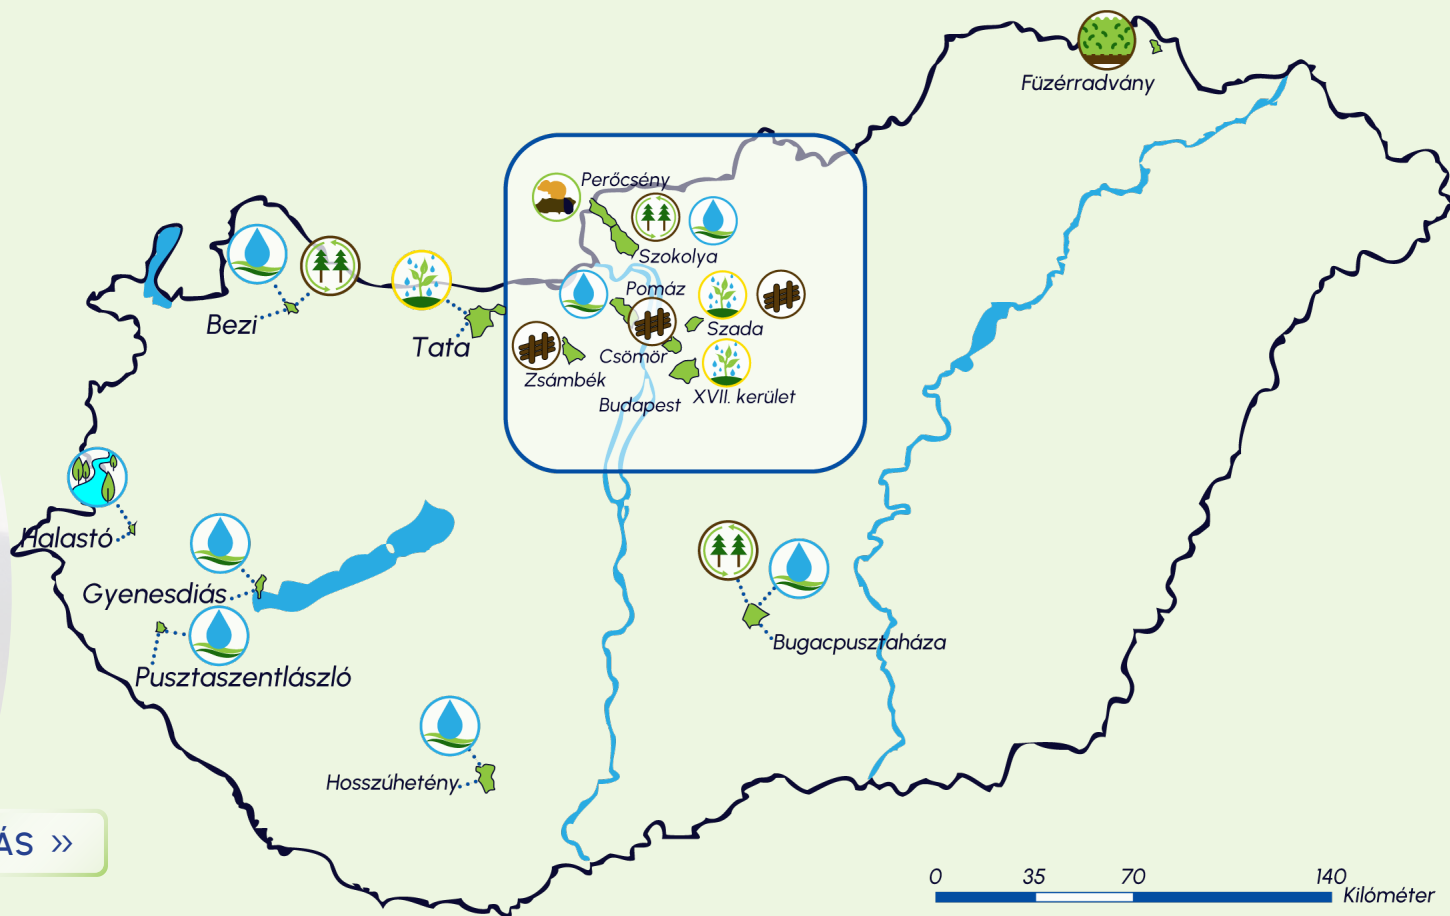 Füzérradvány
Perőcsény
Szokolya
Pomáz
Bezi
Szada
Tata
Csömör
Zsámbék
XVII. kerület
Budapest
Halastó
Gyenesdiás
Bugacpusztaháza
Pusztaszentlászló
Hosszúhetény
ÁS »
0 35 70 140
Kilóméter